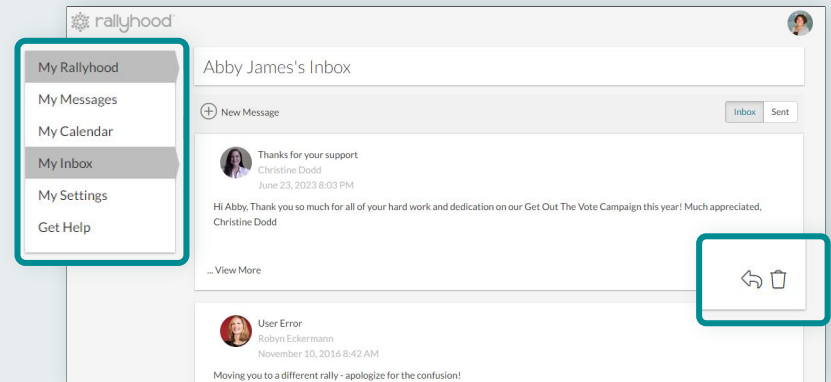 rallyhood
My Rallyhood
My Messages
My Calendar
My Inbox
My Settings
Get Help
Abby James's Inbox
New Message
Inbox
Sent
Thanks for your support
Christine Dodd
June 23, 2023 8:03 PM
Hi Abby, Thank you so much for all of your hard work and dedication on our Get Out The Vote Campaign this year! Much appreciated,
Christine Dodd
... View More
User Error
Robyn Eckermann
November 10, 2016 8:42 AM
Moving you to a different rally - apologize for the confusion!